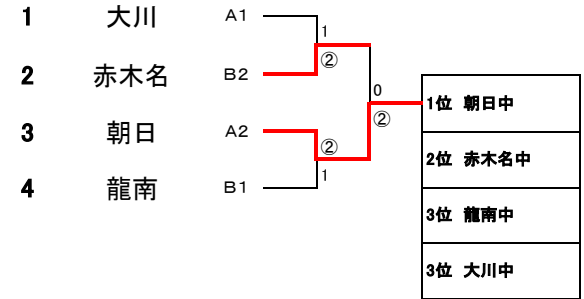 1 大川 A1
1
2 赤木名 B2
②
0
②
3 朝日 A2
②
1
4 龍南 B1
1位 朝日中
2位 赤木名中
3位 龍南中
3位 大川中